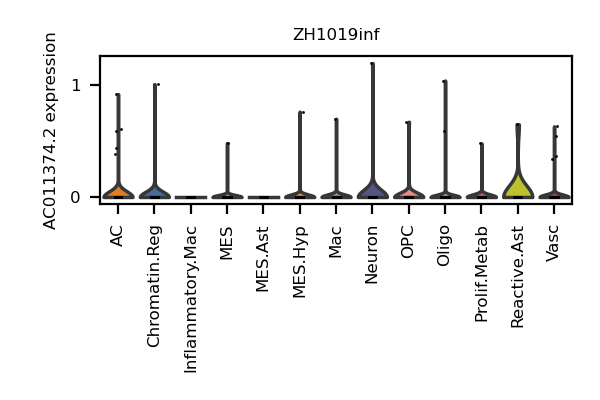 ZH1019inf
AC011374.2 expression
1
0
AC
Chromatin.Reg
Inflammatory.Mac
MES
MES.Ast
MES.Hyp
Mac
Neuron
OPC
Oligo
Prolif.Metab
Reactive.Ast
Vasc